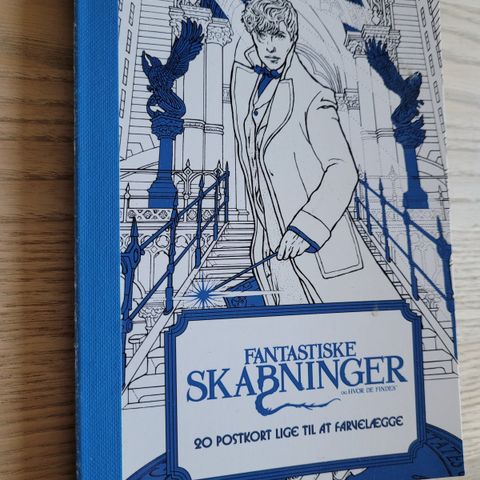 FANTASTISKE
SKABNINGER
OG HVOR DE FINDES
20 POSTKORT LIGE TIL AT FARVELÆGGE